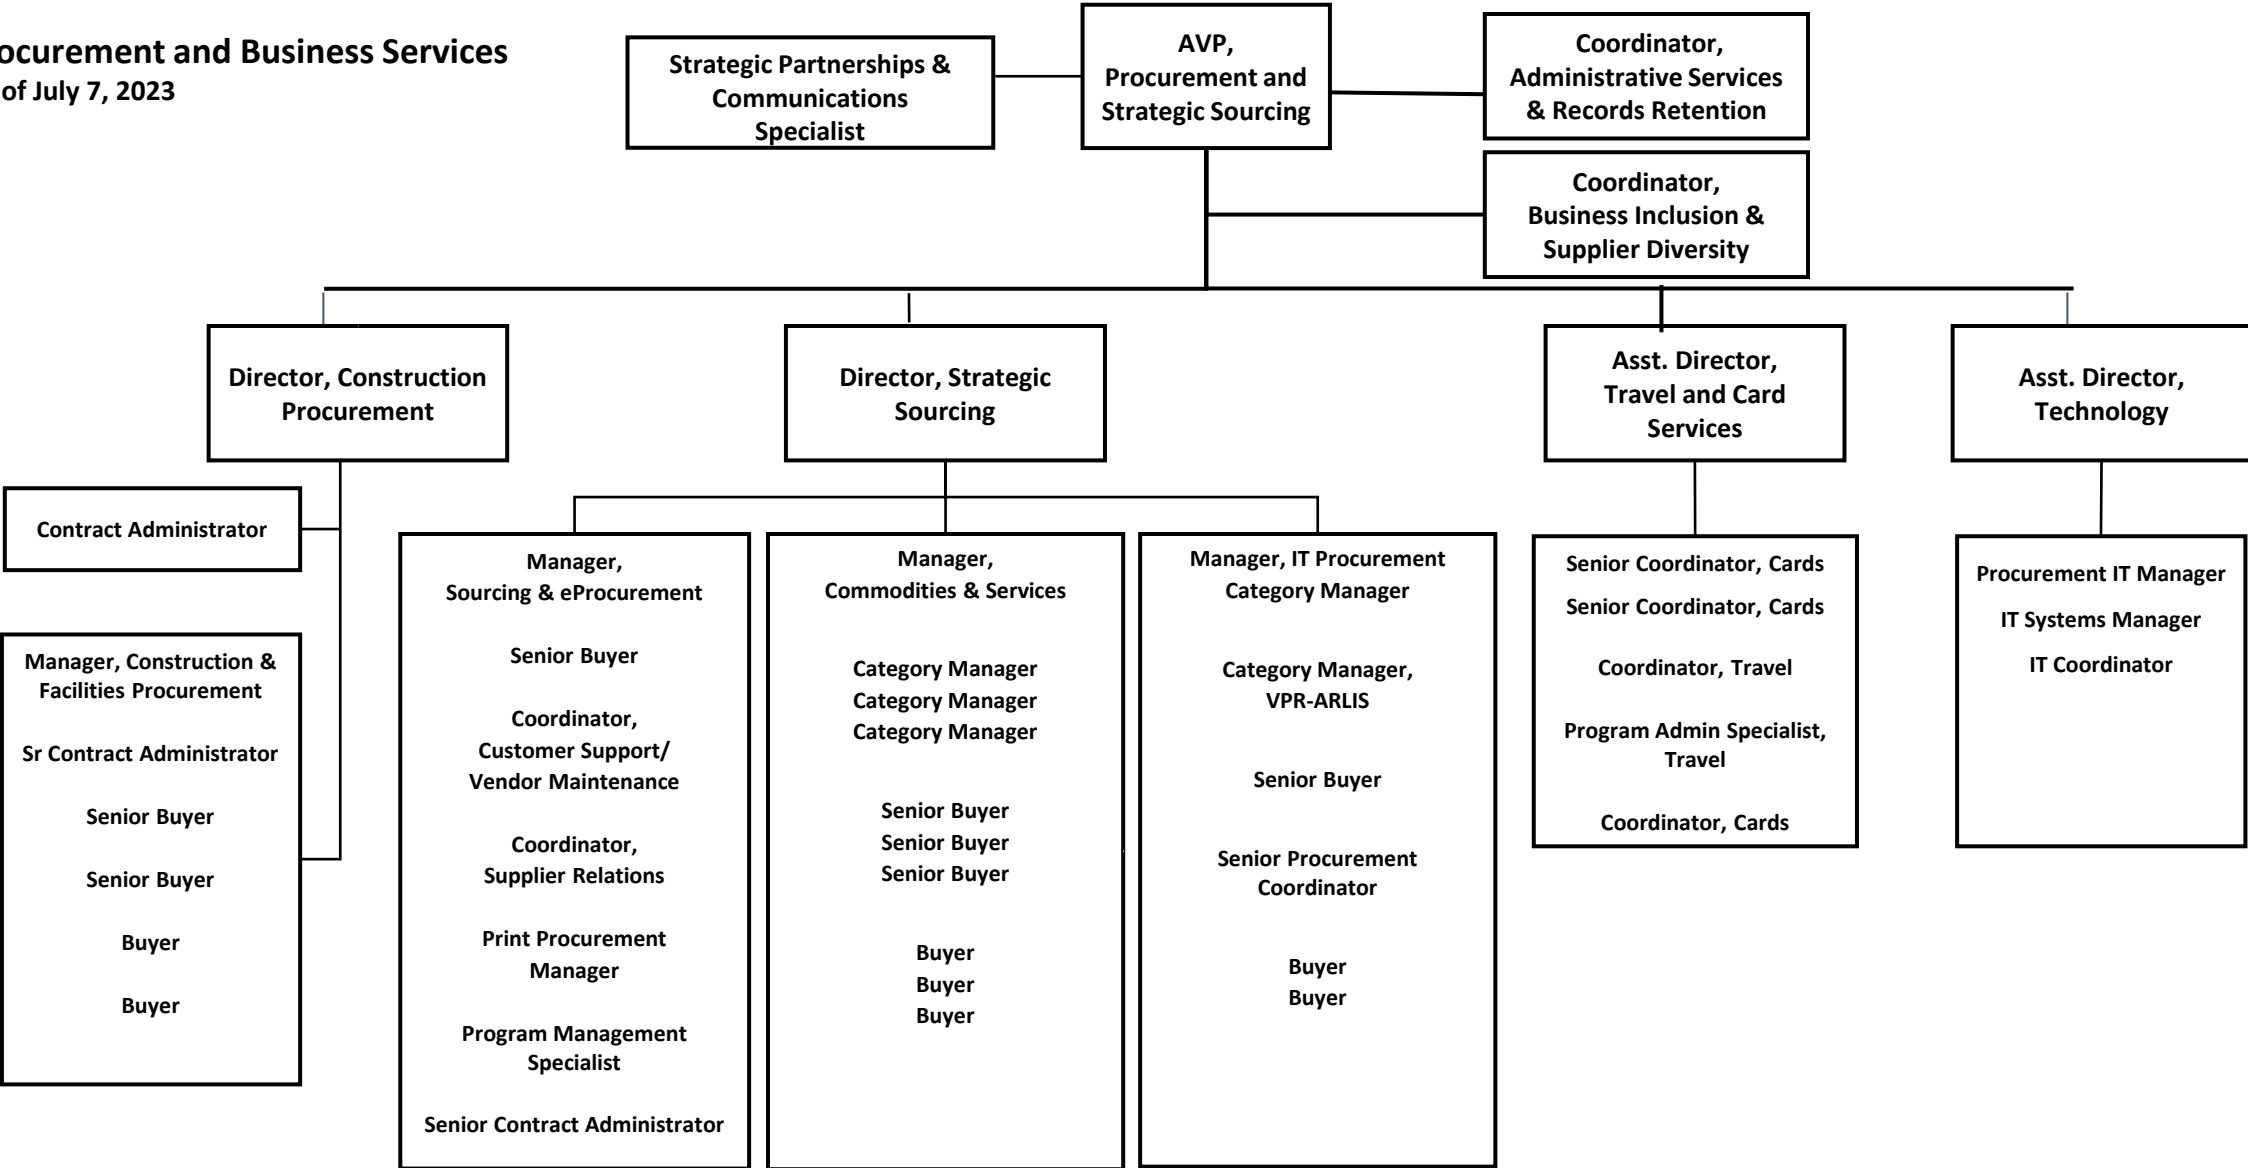 ocurement and Business Services
of July 7, 2023
Strategic Partnerships &
Communications
Specialist
AVP,
Procurement and
Strategic Sourcing
Coordinator,
Administrative Services
& Records Retention
Coordinator,
Business Inclusion &
Supplier Diversity
Director, Construction
Procurement
Director, Strategic
Sourcing
Asst. Director,
Travel and Card
Services
Asst. Director,
Technology
Contract Administrator
Manager, Construction &
Facilities Procurement
Sr Contract Administrator
Senior Buyer
Senior Buyer
Buyer
Buyer
Manager,
Sourcing & eProcurement
Senior Buyer
Coordinator,
Customer Support/
Vendor Maintenance
Coordinator,
Supplier Relations
Print Procurement
Manager
Program Management
Specialist
Senior Contract Administrator
Manager,
Commodities & Services
Category Manager
Category Manager
Category Manager
Senior Buyer
Senior Buyer
Senior Buyer
Buyer
Buyer
Buyer
Manager, IT Procurement
Category Manager
Category Manager,
VPR-ARLIS
Senior Buyer
Senior Procurement
Coordinator
Buyer
Buyer
Senior Coordinator, Cards
Senior Coordinator, Cards
Coordinator, Travel
Program Admin Specialist,
Travel
Coordinator, Cards
Procurement IT Manager
IT Systems Manager
IT Coordinator